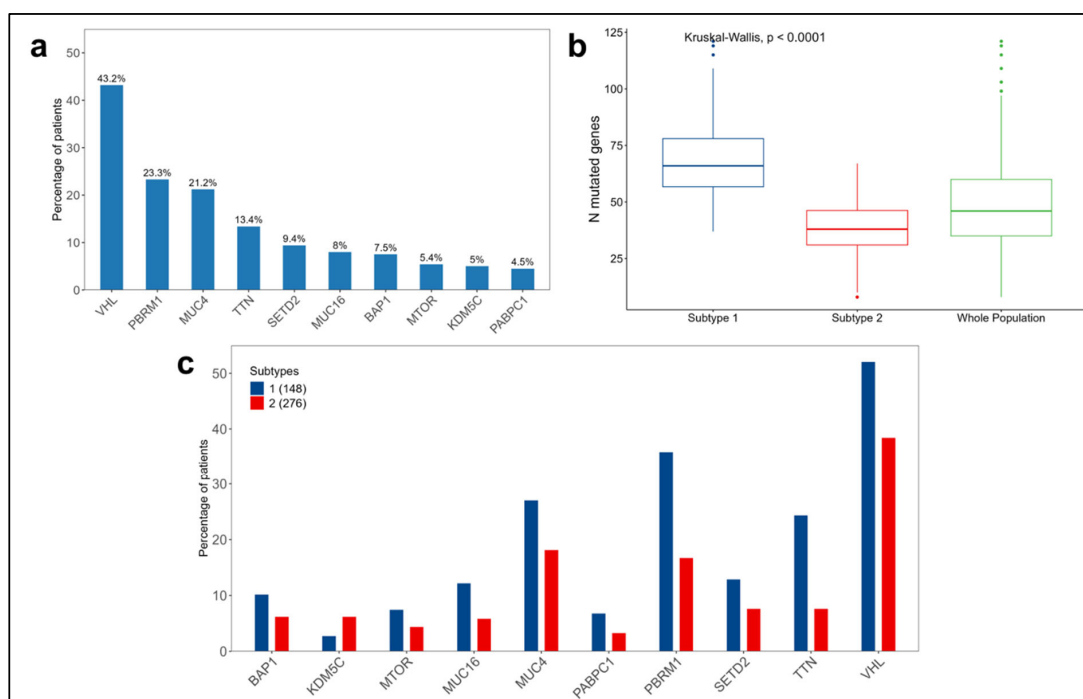 a
Percentage of patients
50
40
30
20
10
0
43.2%
23.3%
21.2%
13.4%
9.4%
8%
7.5%
5.4%
5%
4.5%
VHL
PBRM1
MUC4
TTN
SETD2
MUC16
BAP1
MTOR
KDM5C
PABPC1
b
Kruskal-Wallis, p < 0.0001
N mutated genes
125
100
75
50
25
Subtype 1
Subtype 2
Whole Population
c
Subtypes
1 (148)
2 (276)
Percentage of patients
50
40
30
20
10
0
BAP1
KDM5C
MTOR
MUC16
MUC4
PABPC1
PBRM1
SETD2
TTN
VHL